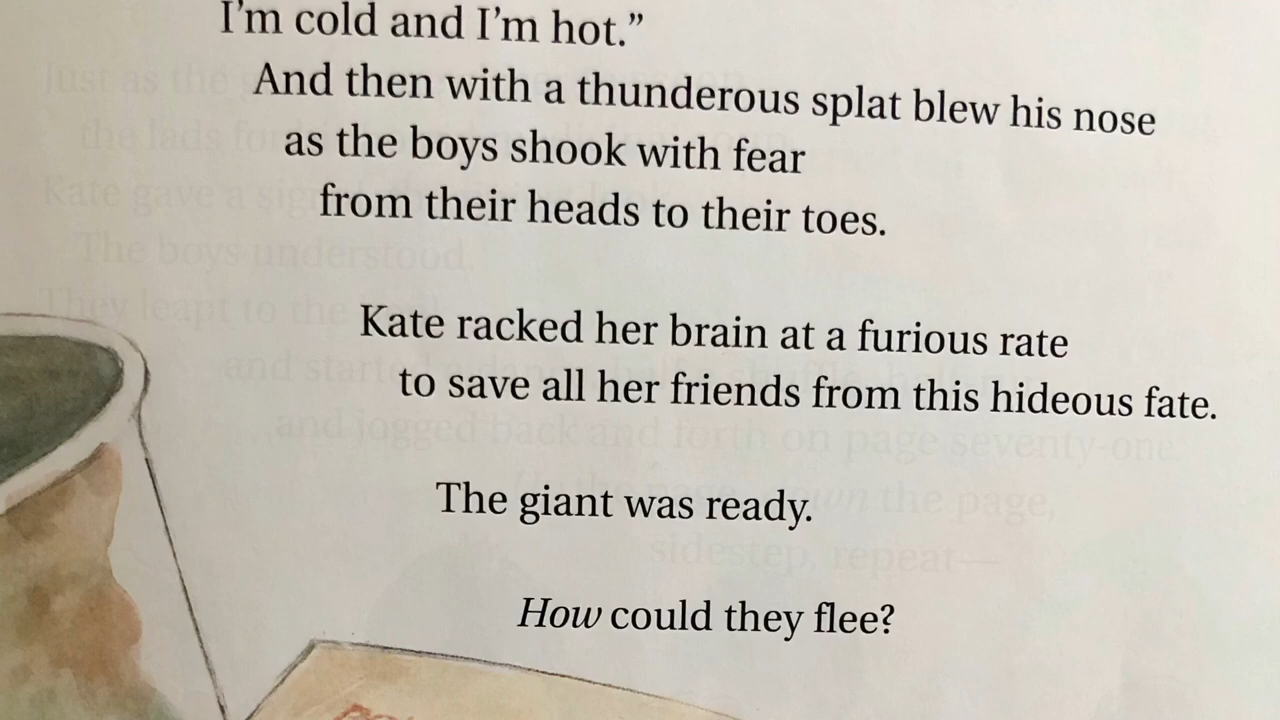 I’m cold and I’m hot.”
And then with a thunderous splat blew his nose
as the boys shook with fear
from their heads to their toes.
Kate racked her brain at a furious rate
to save all her friends from this hideous fate.
The giant was ready.
How could they flee?